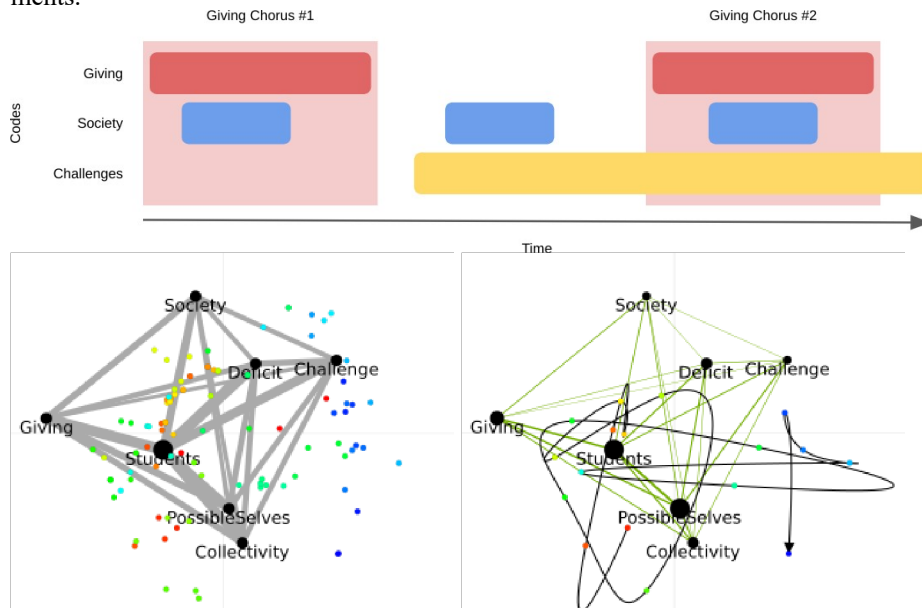 ments.
Giving Chorus #1
Giving Chorus #2
Codes
Giving
Society
Challenges
Time
Society
Deficit
Challenge
Giving
Students
PossibleSelves
Collectivity
Society
Deficit
Challenge
Giving
Students
PossibleSelves
Collectivity